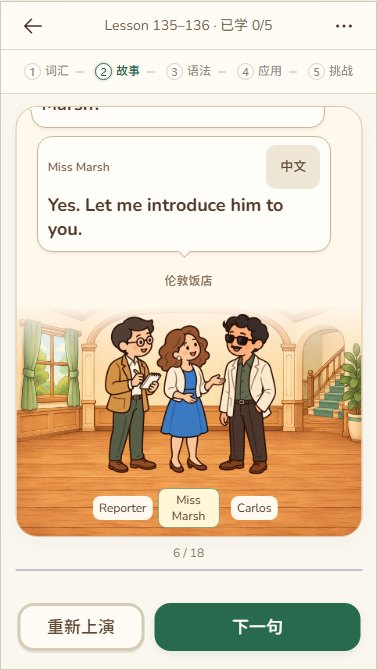 Lesson 135–136 · 已学 0/5
1 词汇 2 故事 3 语法 4 应用 5 挑战
Marsh?
Miss Marsh
中文
Yes. Let me introduce him to
you.
伦敦饭店
Reporter
Miss
Marsh
Carlos
6 / 18
重新上演
下一句